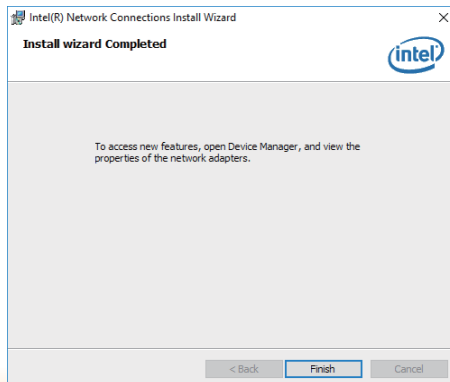 Intel(R) Network Connections Install Wizard
Install wizard Completed
intel
To access new features, open Device Manager, and view the
properties of the network adapters.
< Back
Finish
Cancel